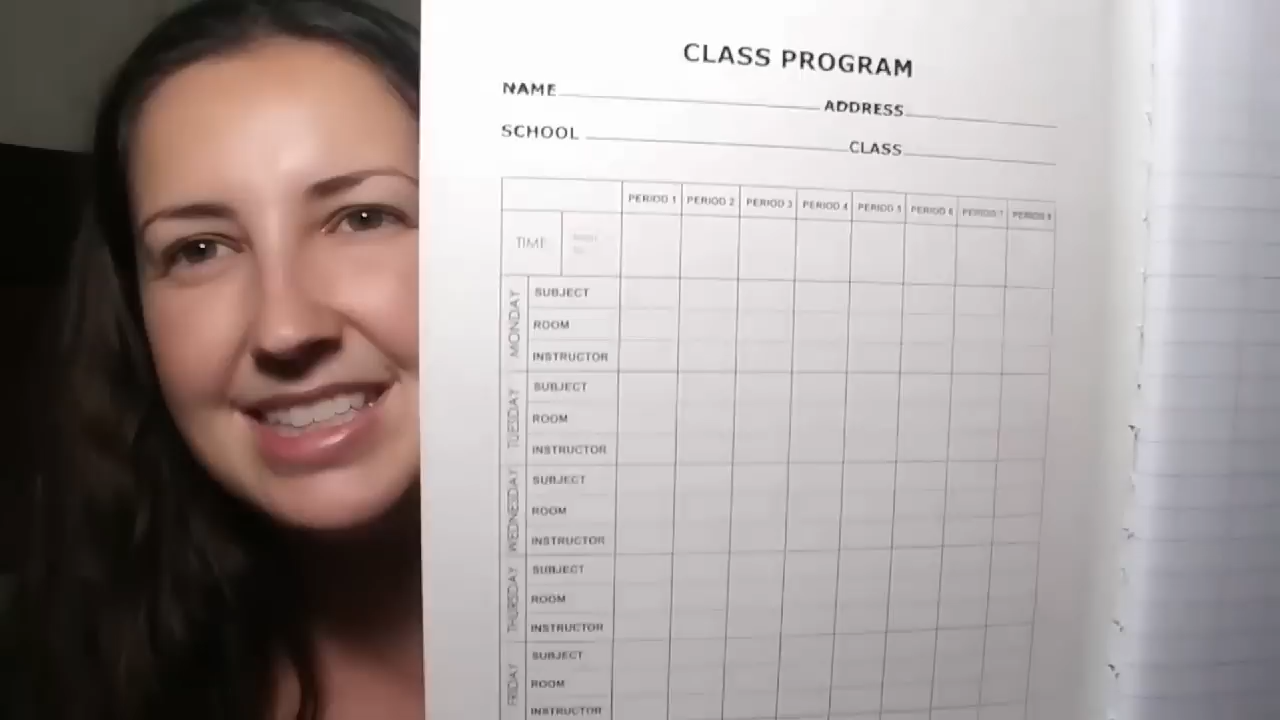 CLASS PROGRAM
NAME ADDRESS
SCHOOL CLASS
PERIOD 1 PERIOD 2 PERIOD 3 PERIOD 4 PERIOD 5 PERIOD 6 PERIOD 7 PERIOD 8
TIME
MONDAY
SUBJECT
ROOM
INSTRUCTOR
TUESDAY
SUBJECT
ROOM
INSTRUCTOR
WEDNESDAY
SUBJECT
ROOM
INSTRUCTOR
THURSDAY
SUBJECT
ROOM
INSTRUCTOR
FRIDAY
SUBJECT
ROOM
INSTRUCTOR